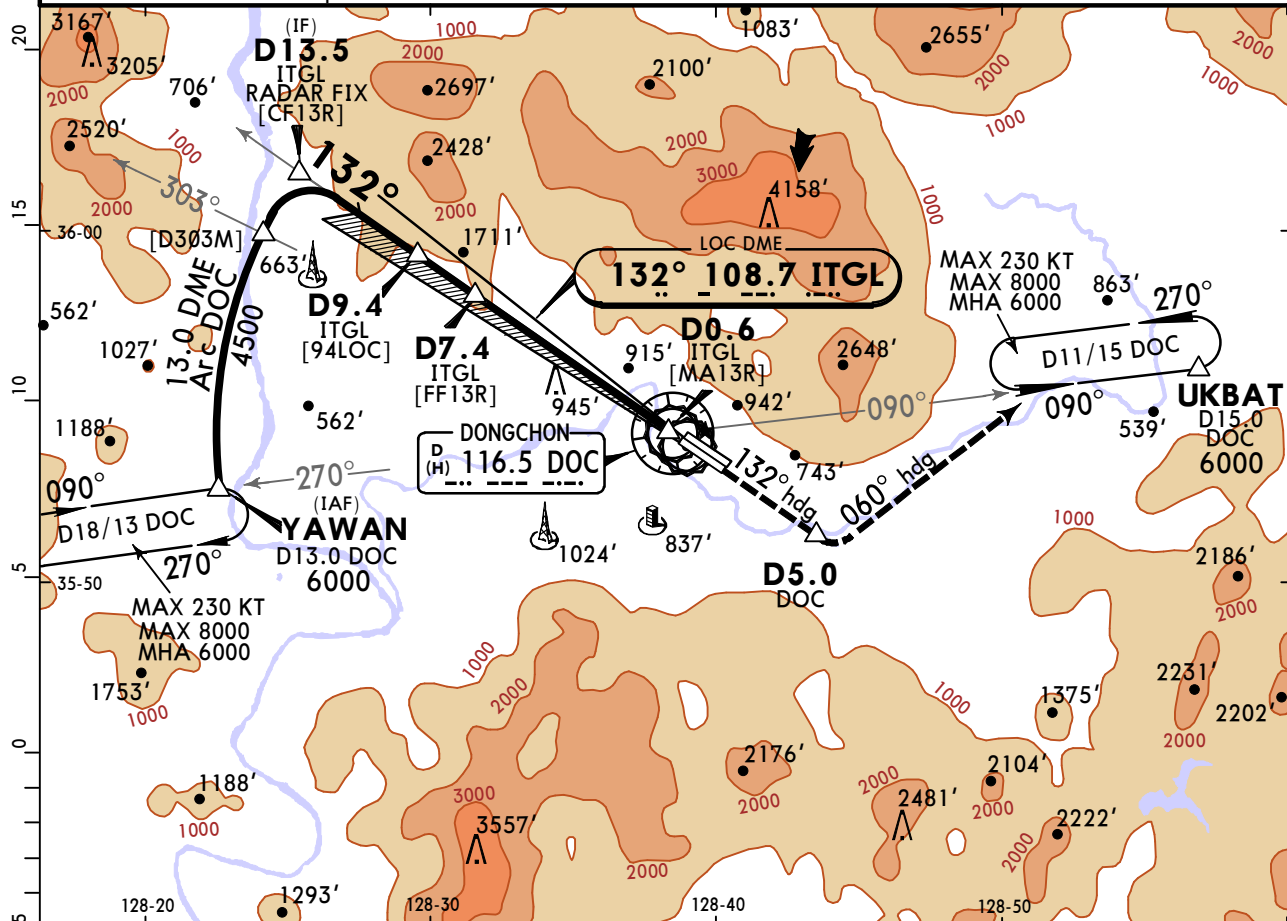 20
3167′
3205′
2000
706′
(IF)
D13.5
ITGL
RADAR FIX
[CF13R]
1000
2000
2697′
2100′
1083′
2655′
2000
1000
2000
1000
1000
2520′
1000
2000
303°
132°
2428′
2000
2000
3000
4158′
1000
15
36-00
[D303M]
663′
1711′
LOC DME
132° 108.7 ITGL
MAX 230 KT
MAX 8000
MHA 6000
863′
270°
D11/15 DOC
090°
UKBAT
D15.0
DOC
6000
539′
562′
1027′
13.0 DME
Arc DOC
4500
D9.4
ITGL
[94LOC]
D7.4
ITGL
[FF13R]
D0.6
ITGL
[MA13R]
915′
2648′
945′
942′
090°
10
1188′
562′
DONGCHON
D
(H)
116.5 DOC
743′
132° hdg
060° hdg
090°
270°
(IAF)
YAWAN
D13.0 DOC
6000
D18/13 DOC
270°
1024′
837′
D5.0
DOC
5
35-50
MAX 230 KT
MAX 8000
MHA 6000
1753′
1000
1000
2000
1000
1000
2186′
2000
2231′
2000
2202′
1375′
0
1188′
1000
2176′
2000
2000
2481′
2104′
2000
2222′
2000
3000
3557′
2000
1293′
5
128-20
128-30
128-40
128-50